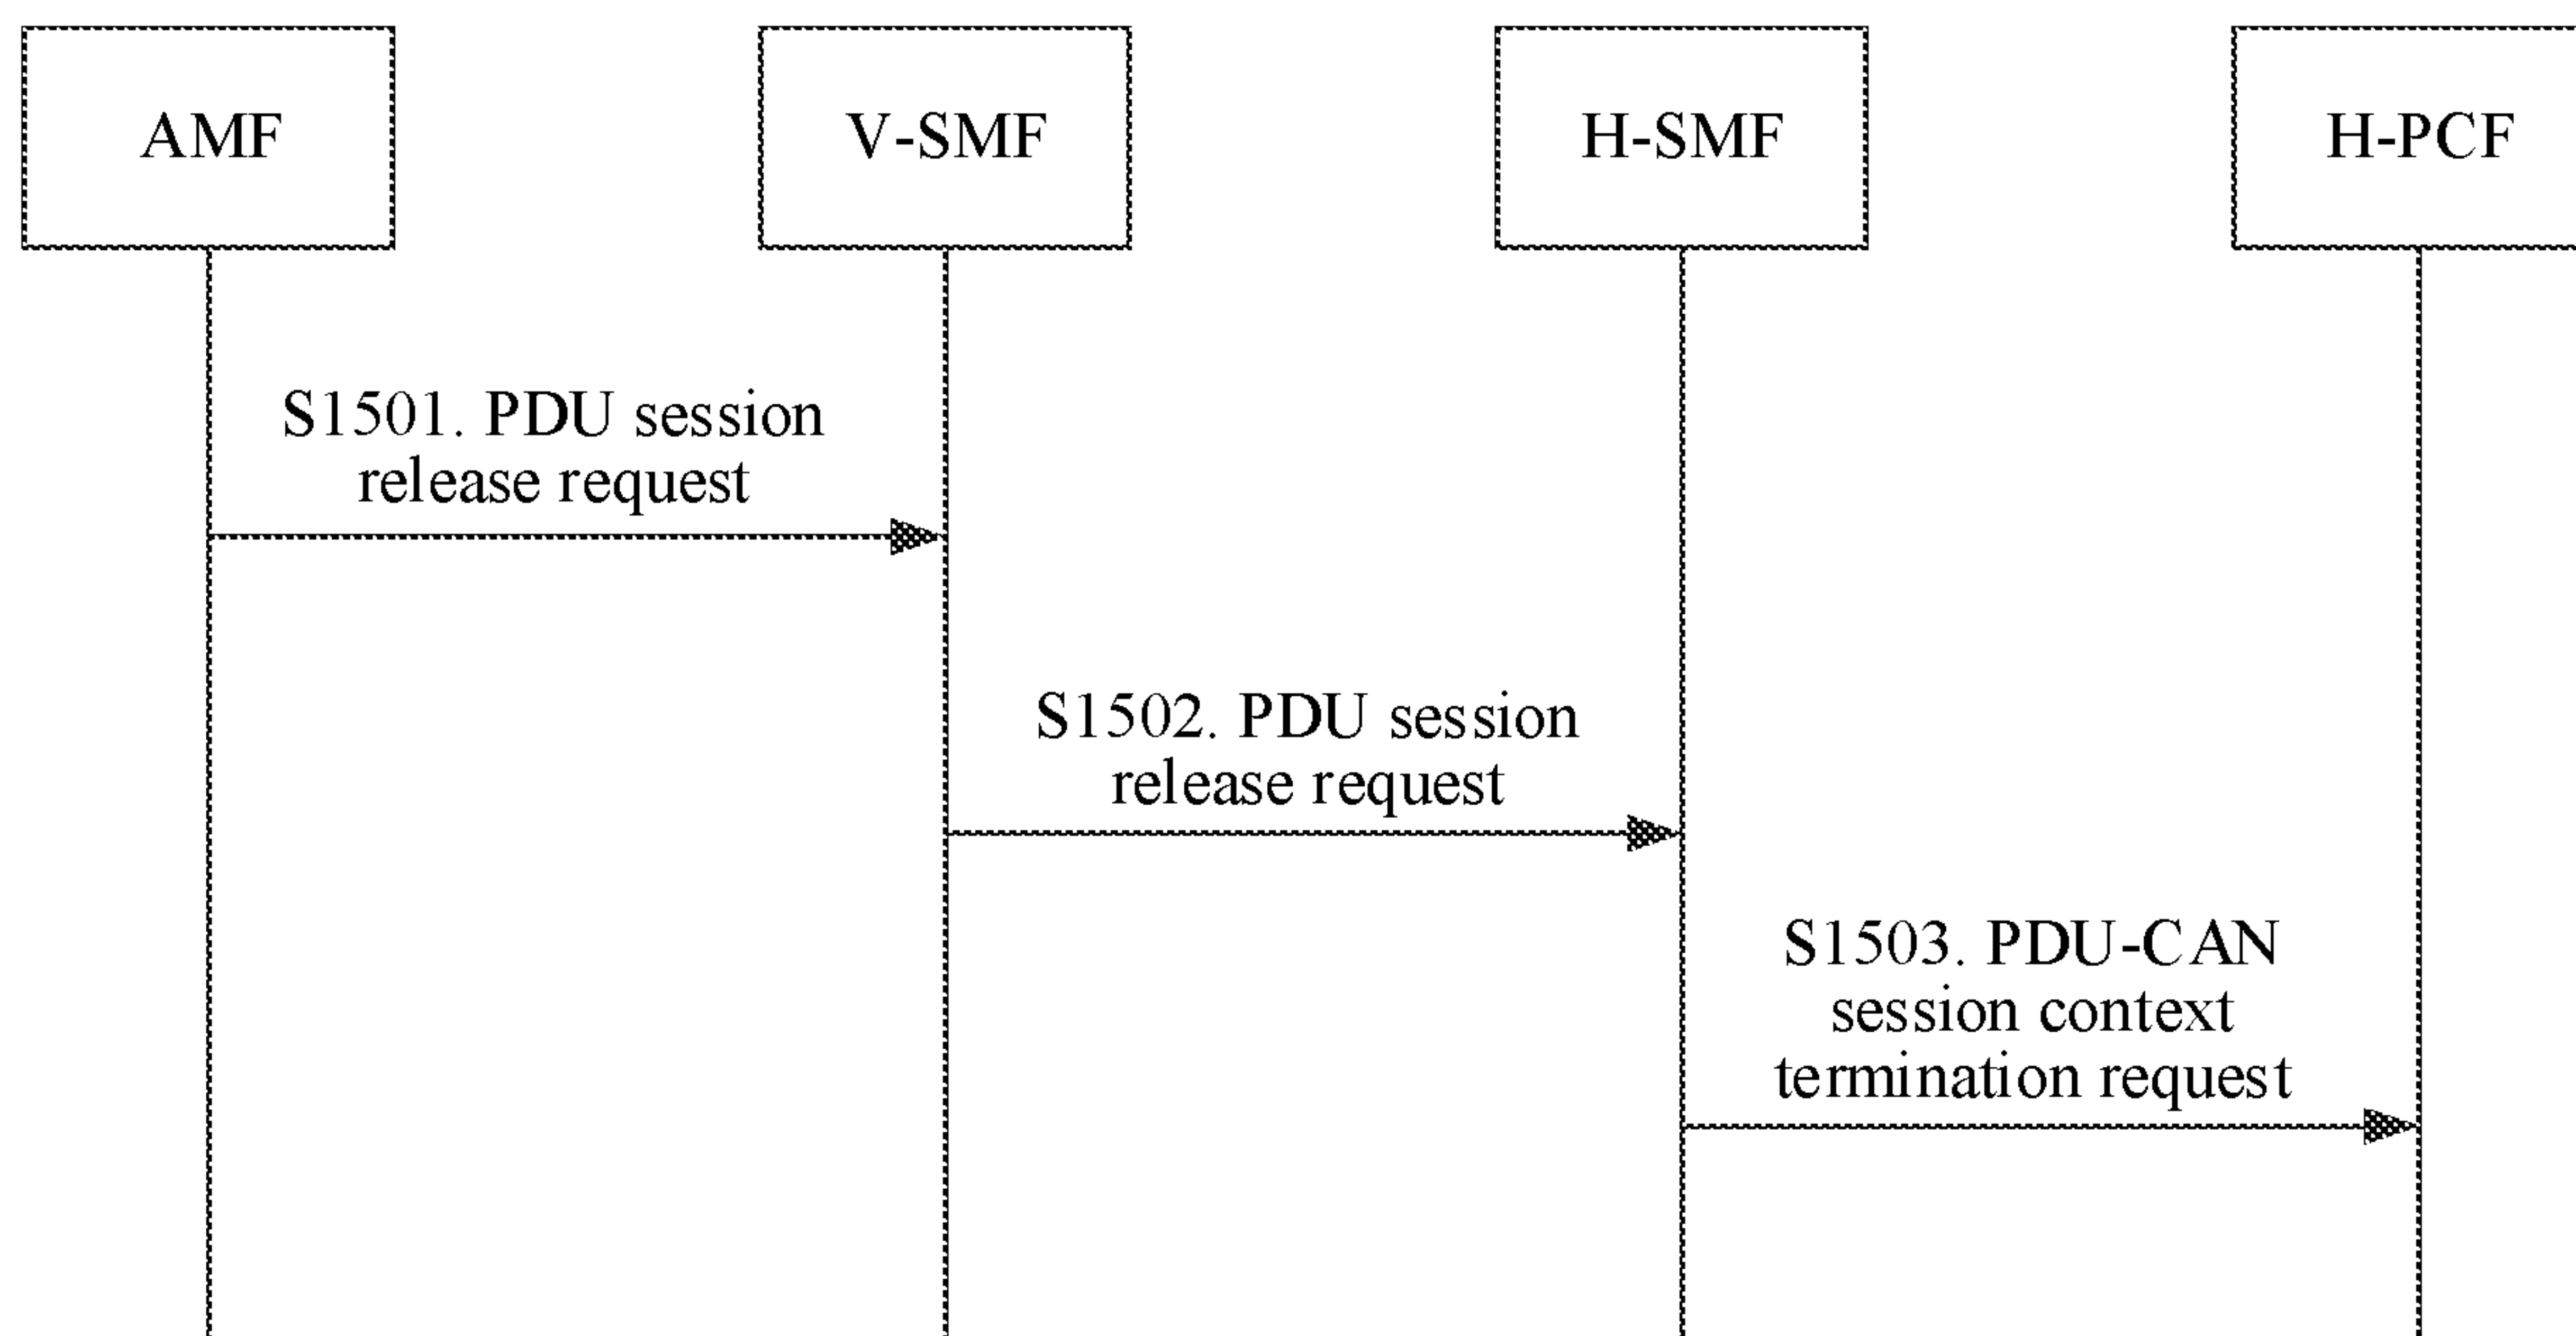 AMF
V-SMF
H-SMF
H-PCF
S1501. PDU session
release request
S1502. PDU session
release request
S1503. PDU-CAN
session context
termination request